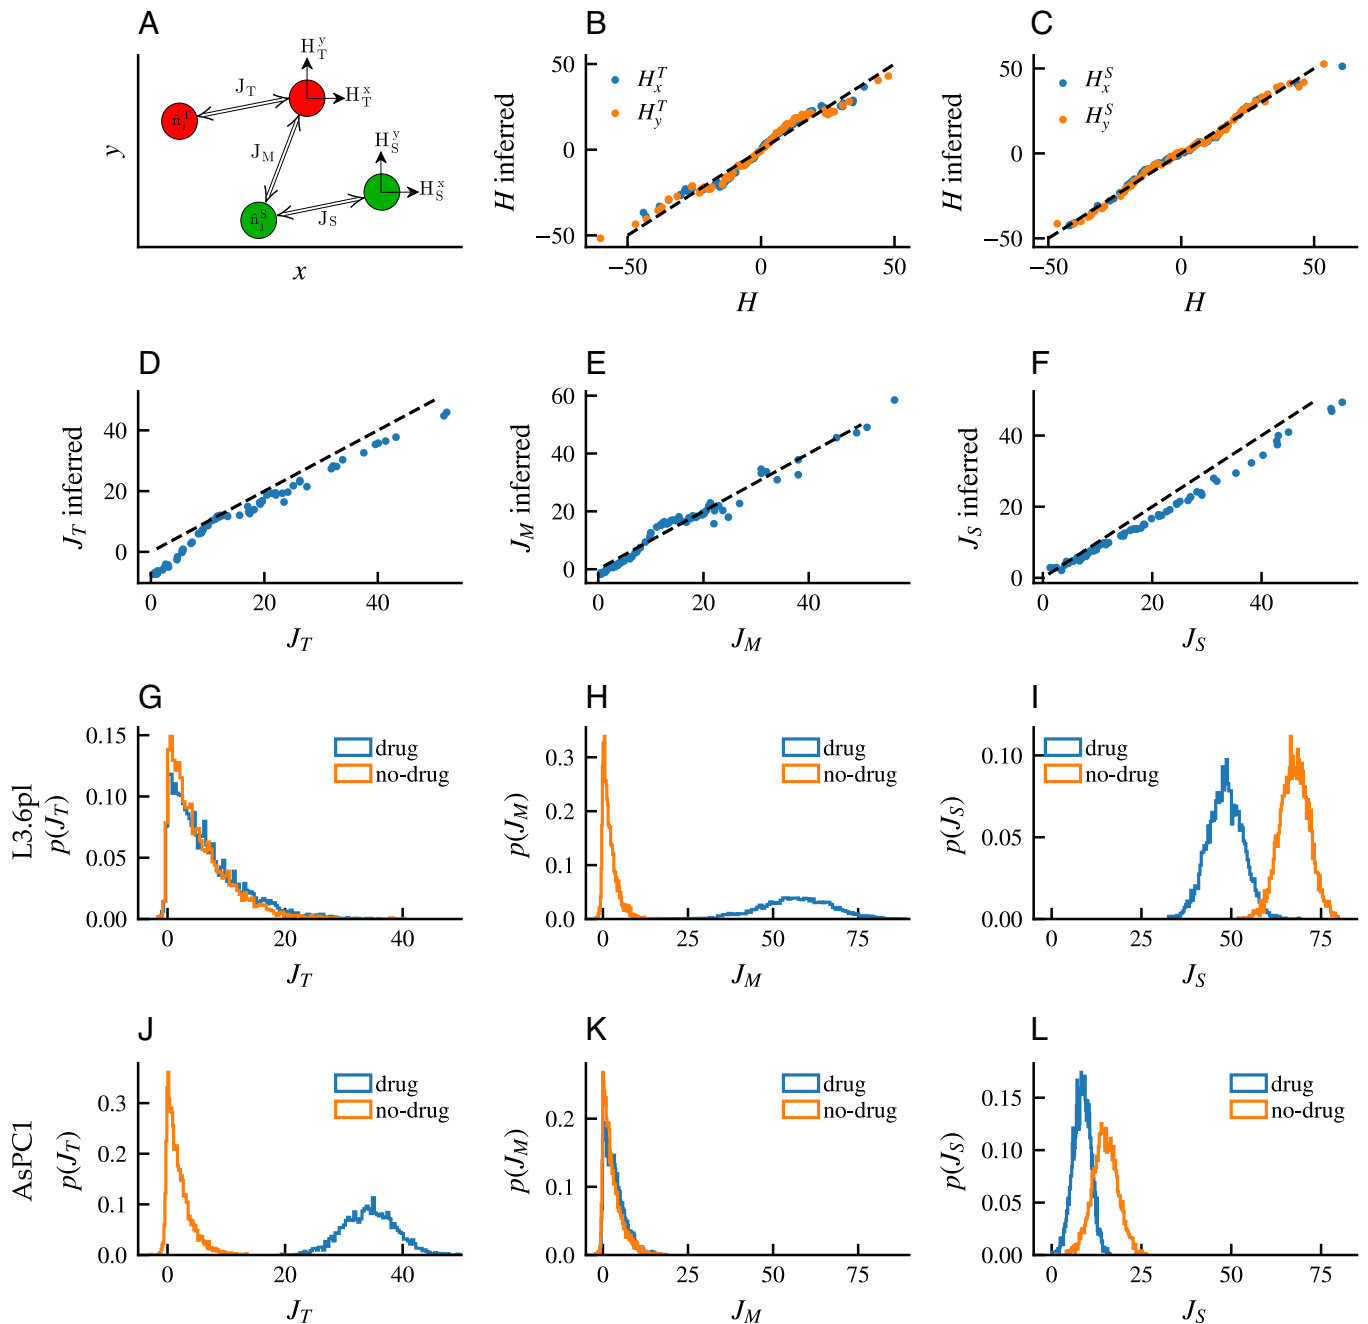 A
y
x
H_T^y
H_T^x
J_T
n̂_i^T
J_M
H_S^y
H_S^x
J_S
n̂_j^S
B
H inferred
50
0
−50
H_x^T
H_y^T
−50 0 50
H
C
H inferred
50
0
−50
H_x^S
H_y^S
−50 0 50
H
D
J_T inferred
40
20
0
0 20 40
J_T
E
J_M inferred
60
40
20
0
0 20 40
J_M
F
J_S inferred
40
20
0
0 20 40
J_S
L3.6pl
G
p(J_T)
0.15
0.10
0.05
0.00
drug
no-drug
0 20 40
J_T
H
p(J_M)
0.3
0.2
0.1
0.0
drug
no-drug
0 25 50 75
J_M
I
p(J_S)
0.10
0.05
0.00
drug
no-drug
0 25 50 75
J_S
AsPC1
J
p(J_T)
0.3
0.2
0.1
0.0
drug
no-drug
0 20 40
J_T
K
p(J_M)
0.2
0.1
0.0
drug
no-drug
0 25 50 75
J_M
L
p(J_S)
0.15
0.10
0.05
0.00
drug
no-drug
0 25 50 75
J_S